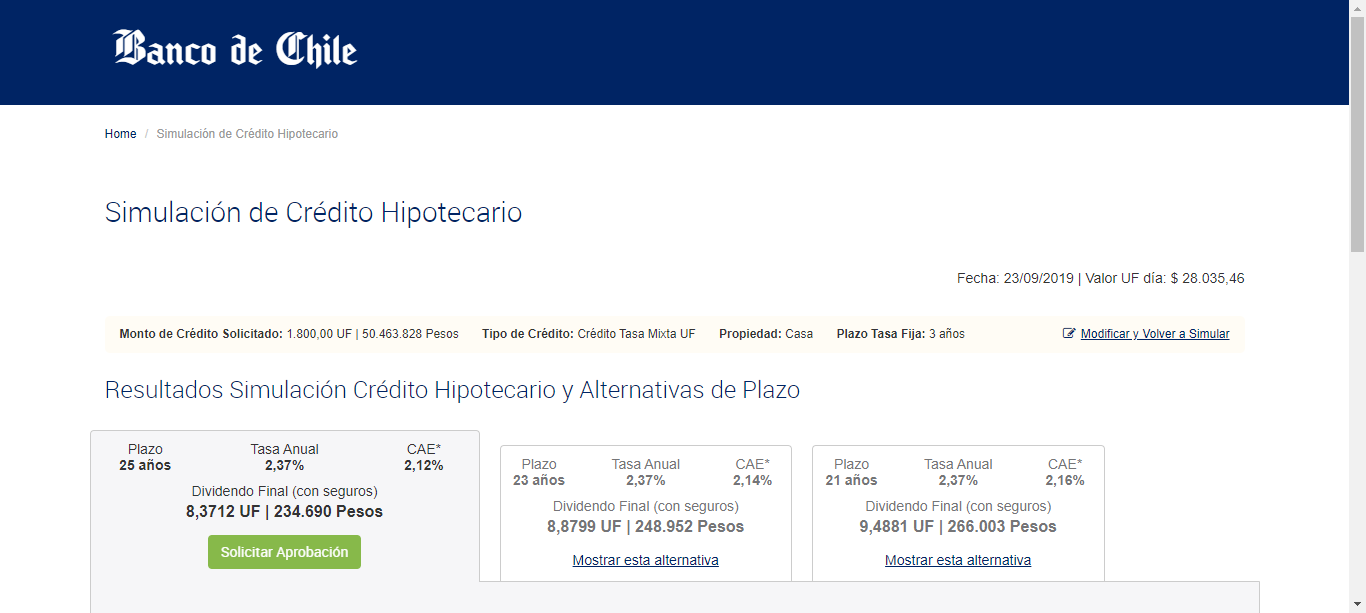 Banco de Chile
Home / Simulación de Crédito Hipotecario
Simulación de Crédito Hipotecario
Fecha: 23/09/2019 | Valor UF día: $ 28.035,46
Monto de Crédito Solicitado: 1.800,00 UF | 50.463.828 Pesos Tipo de Crédito: Crédito Tasa Mixta UF Propiedad: Casa Plazo Tasa Fija: 3 años Modificar y Volver a Simular
Resultados Simulación Crédito Hipotecario y Alternativas de Plazo
Plazo Tasa Anual CAE*
25 años 2,37% 2,12%
Dividendo Final (con seguros)
8,3712 UF | 234.690 Pesos
Solicitar Aprobación
Plazo Tasa Anual CAE*
23 años 2,37% 2,14%
Dividendo Final (con seguros)
8,8799 UF | 248.952 Pesos
Mostrar esta alternativa
Plazo Tasa Anual CAE*
21 años 2,37% 2,16%
Dividendo Final (con seguros)
9,4881 UF | 266.003 Pesos
Mostrar esta alternativa